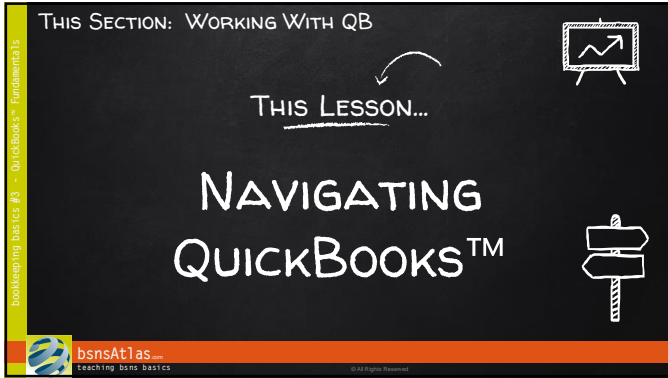 This Section: Working With QB
This Lesson...
Navigating
QuickBooks™
bookkeeping basics #3 - QuickBooks™ Fundamentals
bsnsAtlas.com
teaching bsns basics
© All Rights Reserved